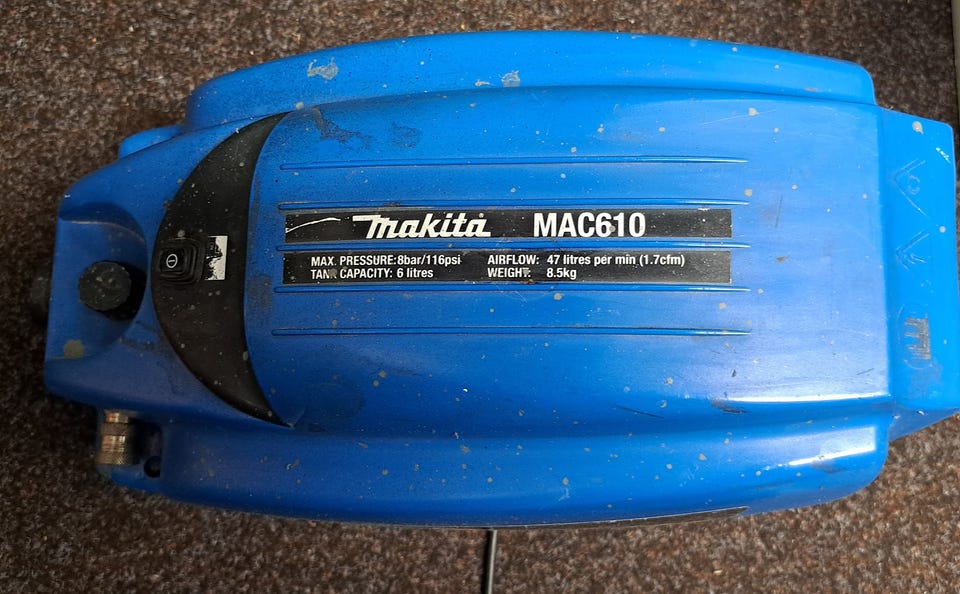 makita MAC610
MAX. PRESSURE:8bar/116psi AIRFLOW: 47 litres per min (1.7cfm)
TANK CAPACITY: 6 litres WEIGHT: 8.5kg